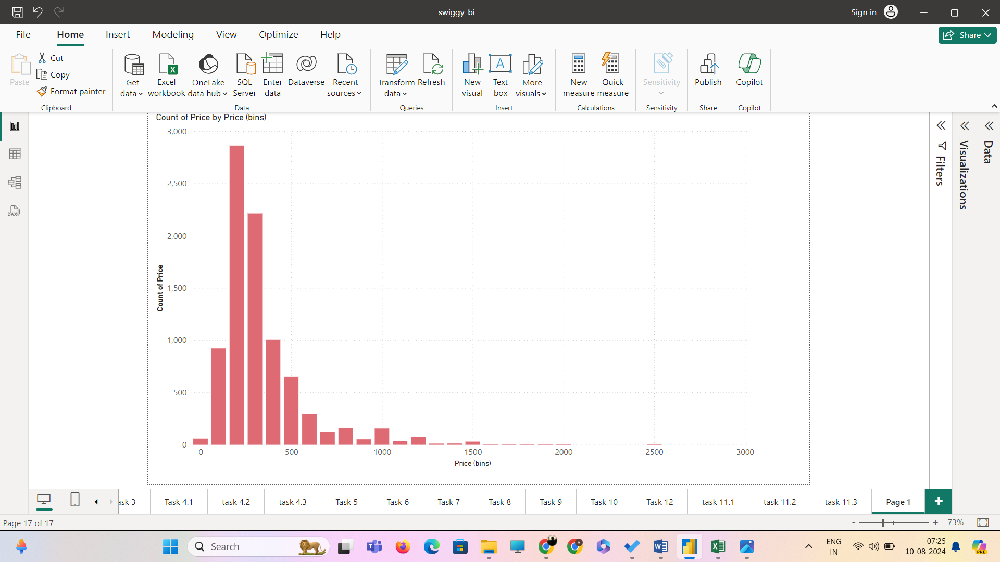 swiggy_bi
Sign in
File
Home
Insert
Modeling
View
Optimize
Help
Share
Paste
Cut
Copy
Format painter
Clipboard
Get data
Excel workbook
OneLake data hub
SQL Server
Enter data
Dataverse
Recent sources
Data
Transform data
Refresh
Queries
New visual
A
Text box
More visuals
Insert
New measure
Quick measure
Calculations
Sensitivity
Sensitivity
Publish
Share
Copilot
Copilot
DAX
Count of Price by Price (bins)
3,000
2,500
2,000
1,500
1,000
500
0
Count of Price
0
500
1000
1500
2000
2500
3000
Price (bins)
Filters
Visualizations
Data
ask 3
Task 4.1
task 4.2
task 4.3
Task 5
Task 6
Task 7
Task 8
Task 9
Task 10
Task 12
task 11.1
task 11.2
task 11.3
Page 1
Page 17 of 17
- + 73%
Search
A
ENG
IN
07:25
10-08-2024
PRE